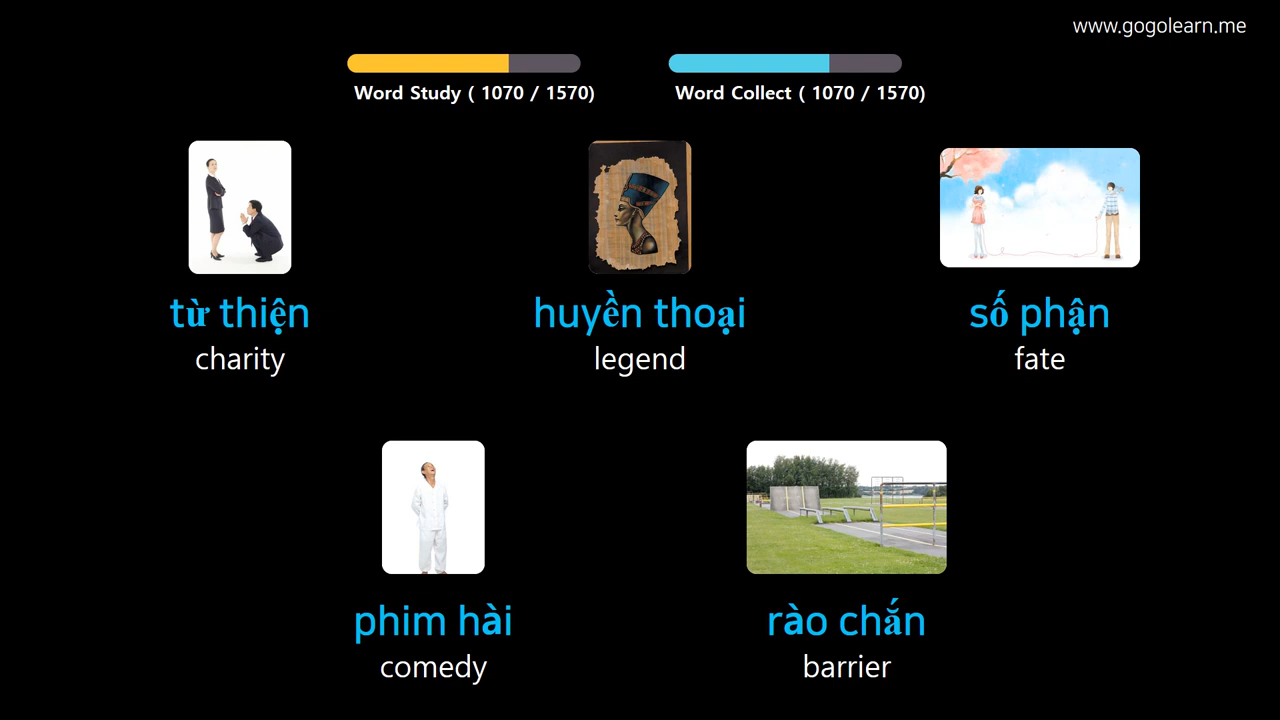 www.gogolearn.me
Word Study ( 1070 / 1570)
Word Collect ( 1070 / 1570)
từ thiện
charity
huyền thoại
legend
số phận
fate
phim hài
comedy
rào chắn
barrier